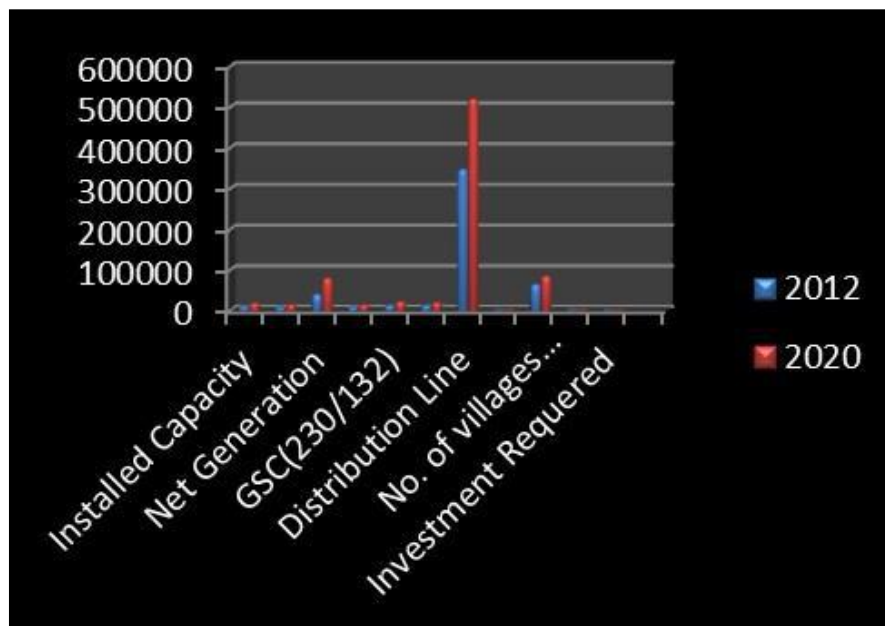 600000
500000
400000
300000
200000
100000
0
2012
2020
Installed Capacity
Net Generation
GSC(230/132)
Distribution Line
No. of villages...
Investment Requered